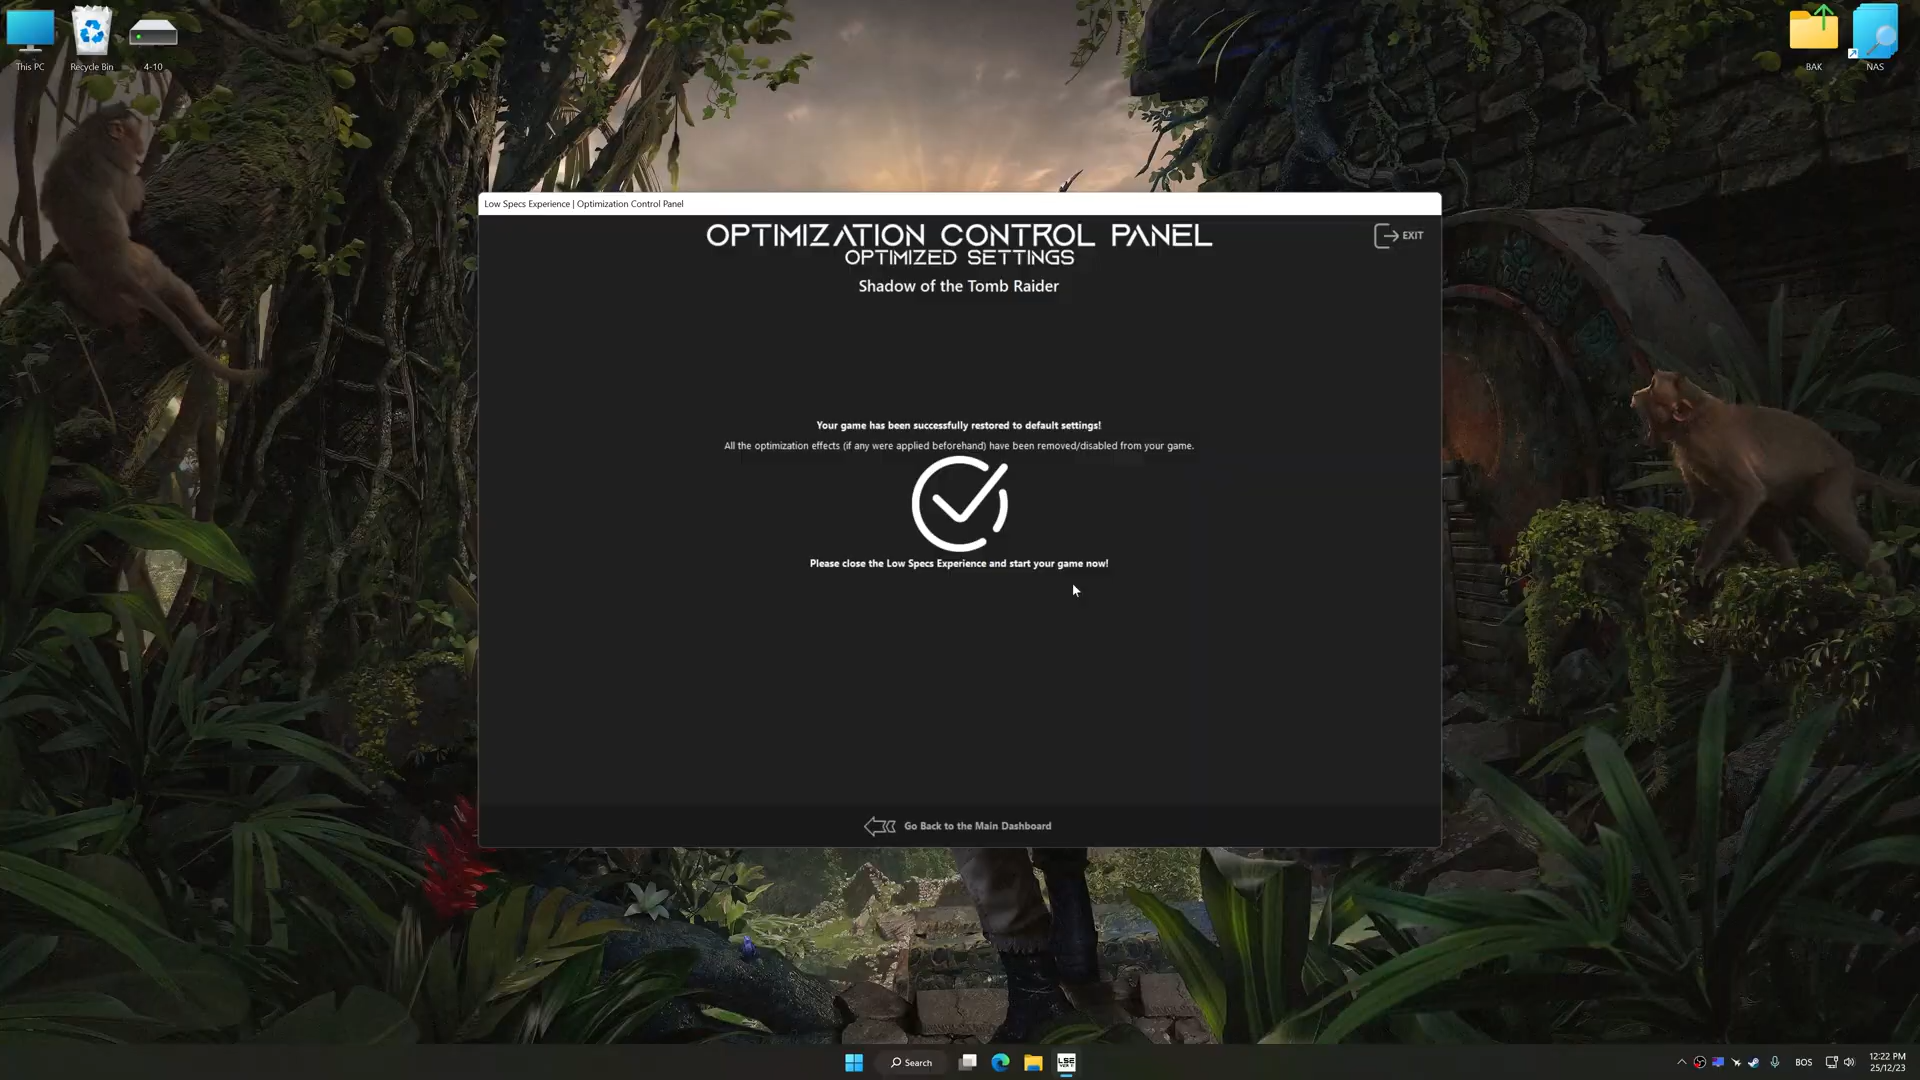 This PC
Recycle Bin
4-10
BAK
NAS
Low Specs Experience | Optimization Control Panel
OPTIMIZATION CONTROL PANEL
EXIT
OPTIMIZED SETTINGS
Shadow of the Tomb Raider
Your game has been successfully restored to default settings!
All the optimization effects (if any were applied beforehand) have been removed/disabled from your game.
Please close the Low Specs Experience and start your game now!
Go Back to the Main Dashboard
Search
LSE
BOS
12:22 PM
25/12/23